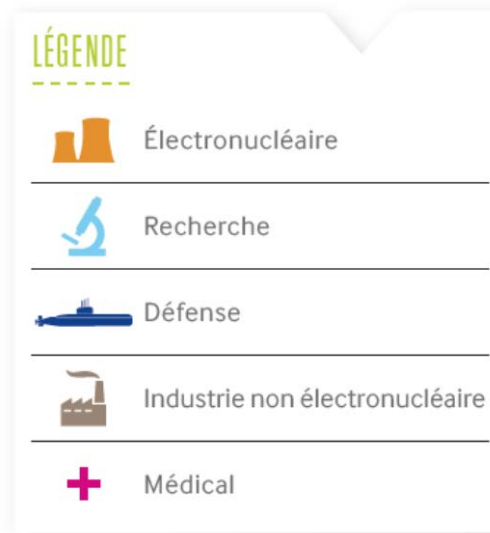 LÉGENDE
Électronucléaire
Recherche
Défense
Industrie non électronucléaire
Médical